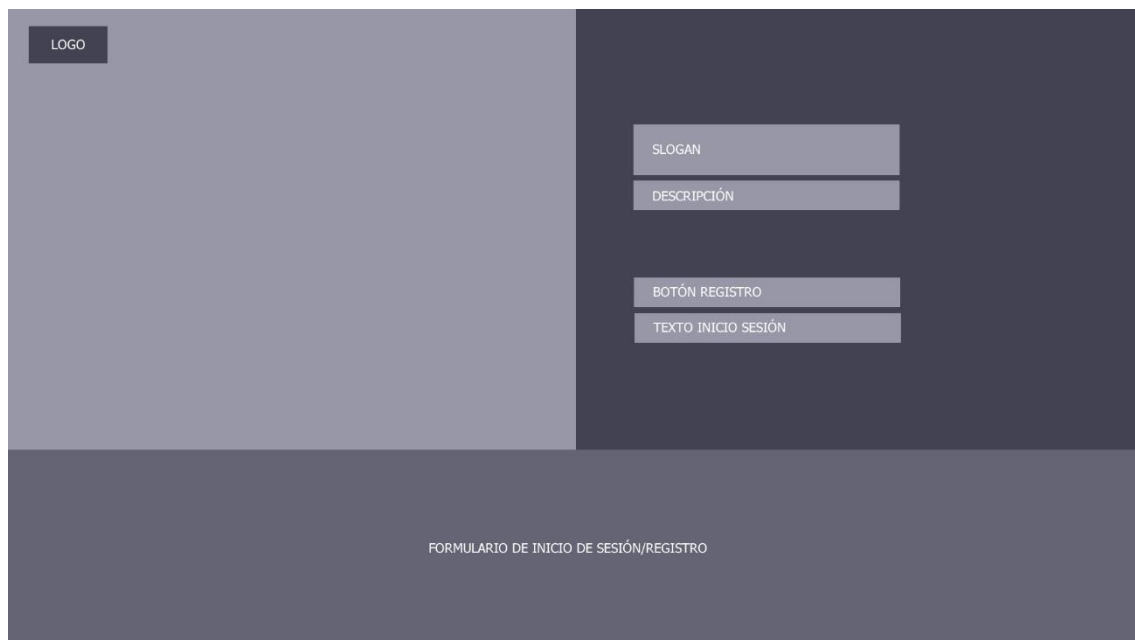 LOGO
SLOGAN
DESCRIPCIÓN
BOTÓN REGISTRO
TEXTO INICIO SESIÓN
FORMULARIO DE INICIO DE SESIÓN/REGISTRO